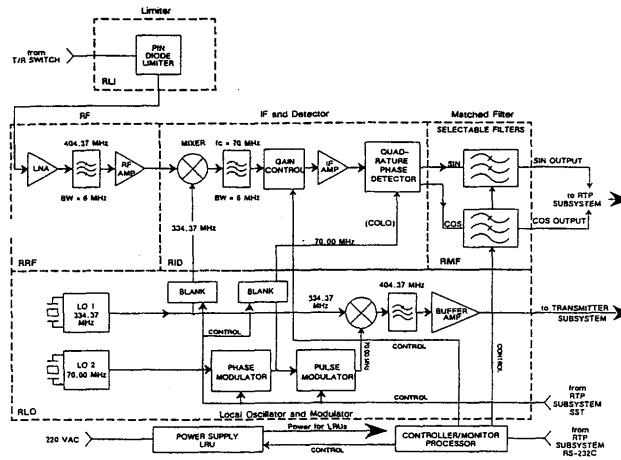 Limiter
from
T/R SWITCH
PIN
DIODE
LIMITER
RLI
RF
IF and Detector
Matched Filter
SELECTABLE FILTERS
404.37 MHz
MIXER
fc = 70 MHz
LNA
RF AMP
GAIN
CONTROL
IF AMP
QUAD-
RATURE
PHASE
DETECTOR
SIN
SIN OUTPUT
BW = 6 MHz
BW = 6 MHz
to RTP
SUBSYSTEM
COS
COS OUTPUT
334.37 MHz
(COLO)
70.00 MHz
RRF
RID
RMF
BLANK
BLANK
404.37 MHz
LO 1
334.37
MHz
334.37
MHz
BUFFER
AMP
to TRANSMITTER
SUBSYSTEM
CONTROL
70.00 MHz
CONTROL
CONTROL
LO 2
70.00 MHz
PHASE
MODULATOR
PULSE
MODULATOR
CONTROL
from
RTP
SUBSYSTEM
SST
RLO
Local Oscillator and Modulator
220 VAC
POWER SUPPLY
LRU
Power for LRUs
CONTROL
CONTROLLER/MONITOR
PROCESSOR
from
RTP
SUBSYSTEM
RS-232C